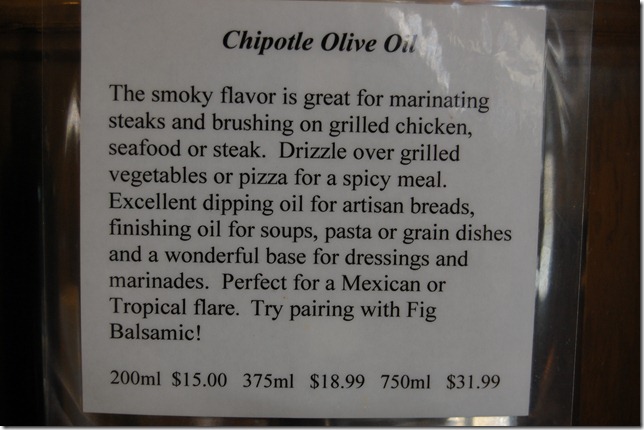 Chipotle Olive Oil
The smoky flavor is great for marinating
steaks and brushing on grilled chicken,
seafood or steak. Drizzle over grilled
vegetables or pizza for a spicy meal.
Excellent dipping oil for artisan breads,
finishing oil for soups, pasta or grain dishes
and a wonderful base for dressings and
marinades. Perfect for a Mexican or
Tropical flare. Try pairing with Fig
Balsamic!
200ml $15.00 375ml $18.99 750ml $31.99